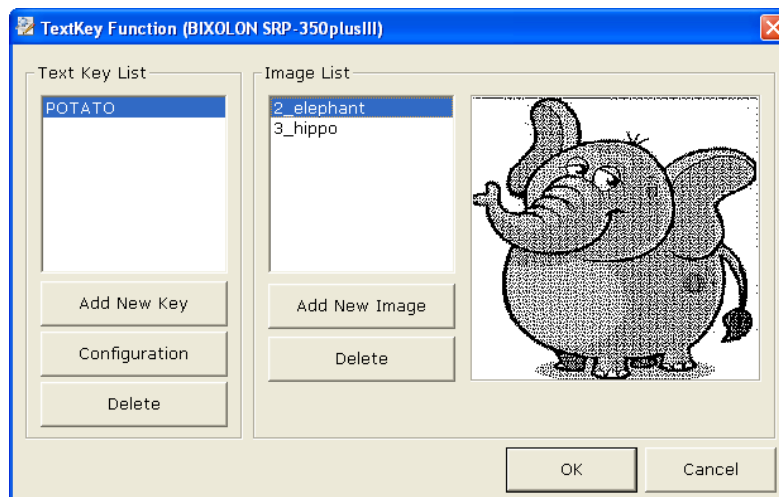 TextKey Function (BIXOLON SRP-350plusIII)
Text Key List
POTATO
Add New Key
Configuration
Delete
Image List
2_elephant
3_hippo
Add New Image
Delete
OK
Cancel